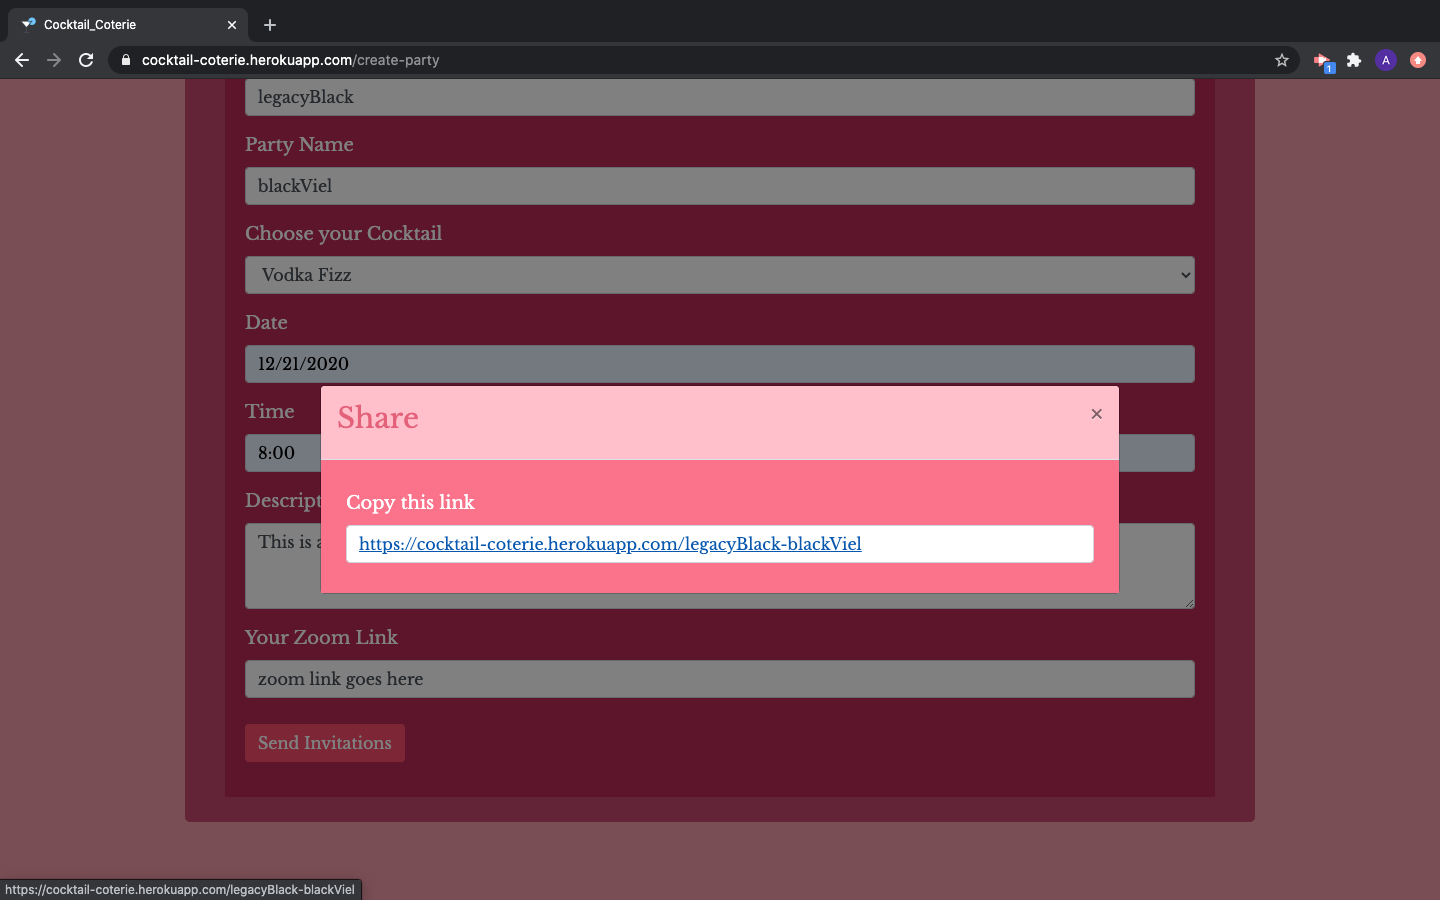 Cocktail_Coterie
cocktail-coterie.herokuapp.com/create-party
1
A
legacyBlack
Party Name
blackViel
Choose your Cocktail
Vodka Fizz
Date
12/21/2020
Time
8:00
Share
×
Copy this link
https://cocktail-coterie.herokuapp.com/legacyBlack-blackViel
Descript
This is a
Your Zoom Link
zoom link goes here
Send Invitations
https://cocktail-coterie.herokuapp.com/legacyBlack-blackViel